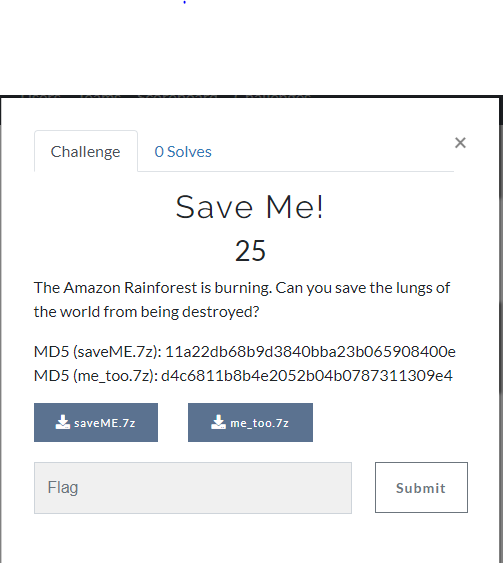 Challenge
0 Solves
×
Save Me!
25
The Amazon Rainforest is burning. Can you save the lungs of
the world from being destroyed?
MD5 (saveME.7z): 11a22db68b9d3840bba23b065908400e
MD5 (me_too.7z): d4c6811b8b4e2052b04b0787311309e4
saveME.7z
me_too.7z
Flag
Submit